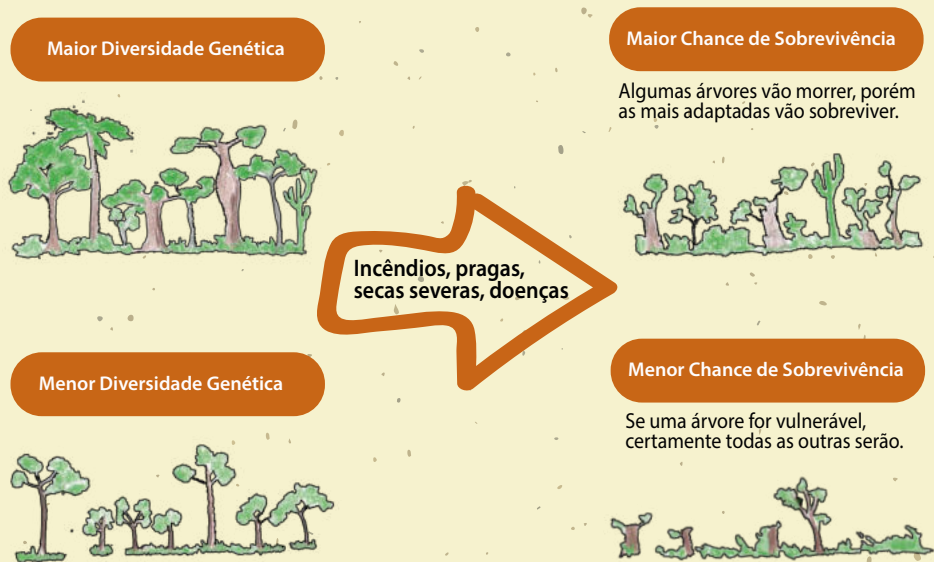 Maior Diversidade Genética
Maior Chance de Sobrevivência
Algumas árvores vão morrer, porém
as mais adaptadas vão sobreviver.
Incêndios, pragas,
secas severas, doenças
Menor Diversidade Genética
Menor Chance de Sobrevivência
Se uma árvore for vulnerável,
certamente todas as outras serão.